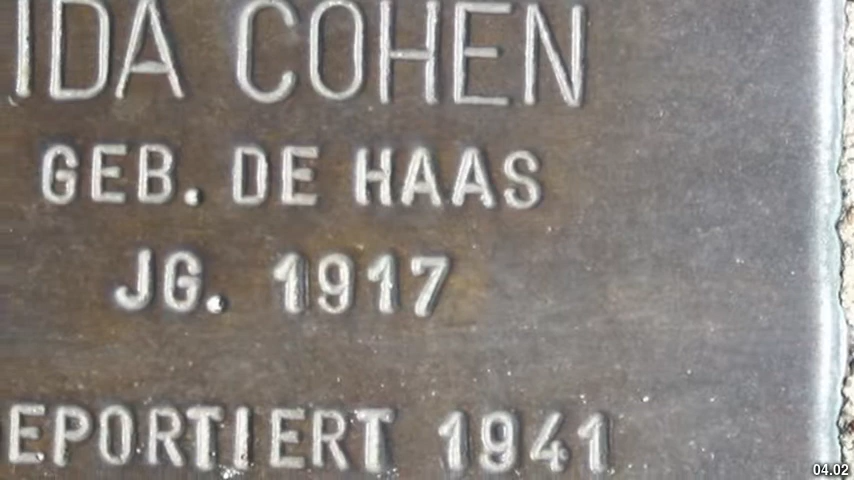 IDA COHEN
GEB. DE HAAS
JG. 1917
EPORTIERT 1941
04.02